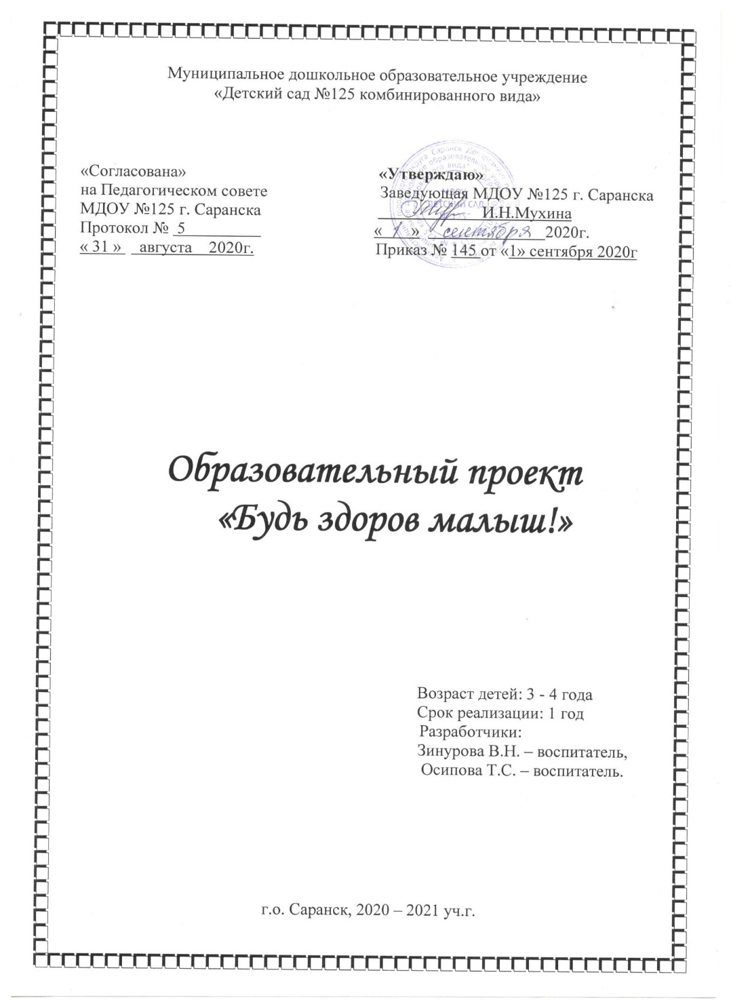 Муниципальное дошкольное образовательное учреждение
«Детский сад №125 комбинированного вида»
«Согласована»
на Педагогическом совете
МДОУ №125 г. Саранска
Протокол № 5
« 31 » августа 2020г.
«Утверждаю»
Заведующая МДОУ №125 г. Саранска
И.Н.Мухина
« 1 » сентября 2020г.
Приказ № 145 от «1» сентября 2020г
ДЕТСКИЙ САД
Образовательный проект
«Будь здоров малыш!»
Возраст детей: 3 - 4 года
Срок реализации: 1 год
Разработчики:
Зинурова В.Н. – воспитатель,
Осипова Т.С. – воспитатель.
г.о. Саранск, 2020 – 2021 уч.г.